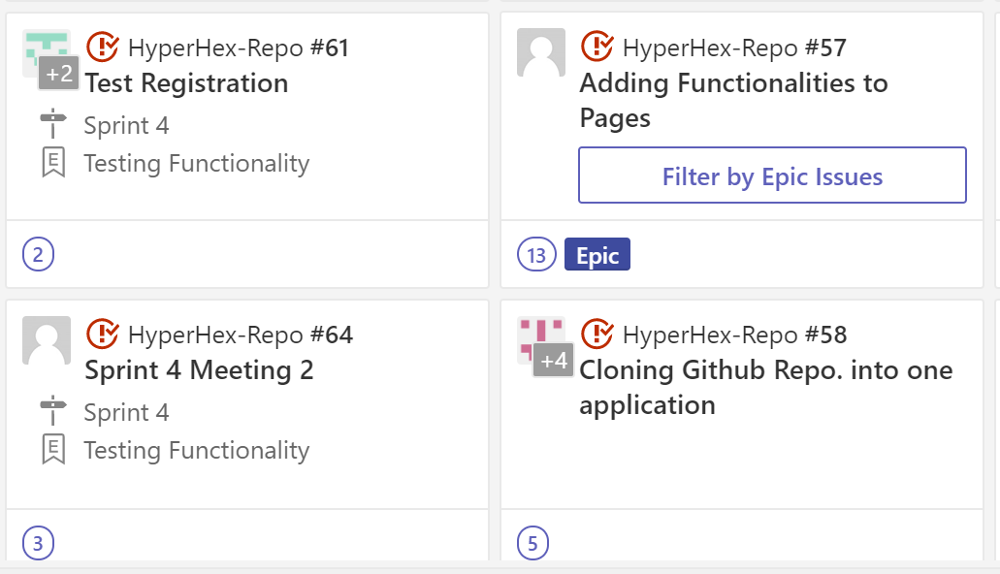 HyperHex-Repo #61
+2
Test Registration
Sprint 4
E Testing Functionality
2
HyperHex-Repo #57
Adding Functionalities to
Pages
Filter by Epic Issues
13 Epic
HyperHex-Repo #64
Sprint 4 Meeting 2
Sprint 4
E Testing Functionality
3
HyperHex-Repo #58
+4
Cloning Github Repo. into one
application
5